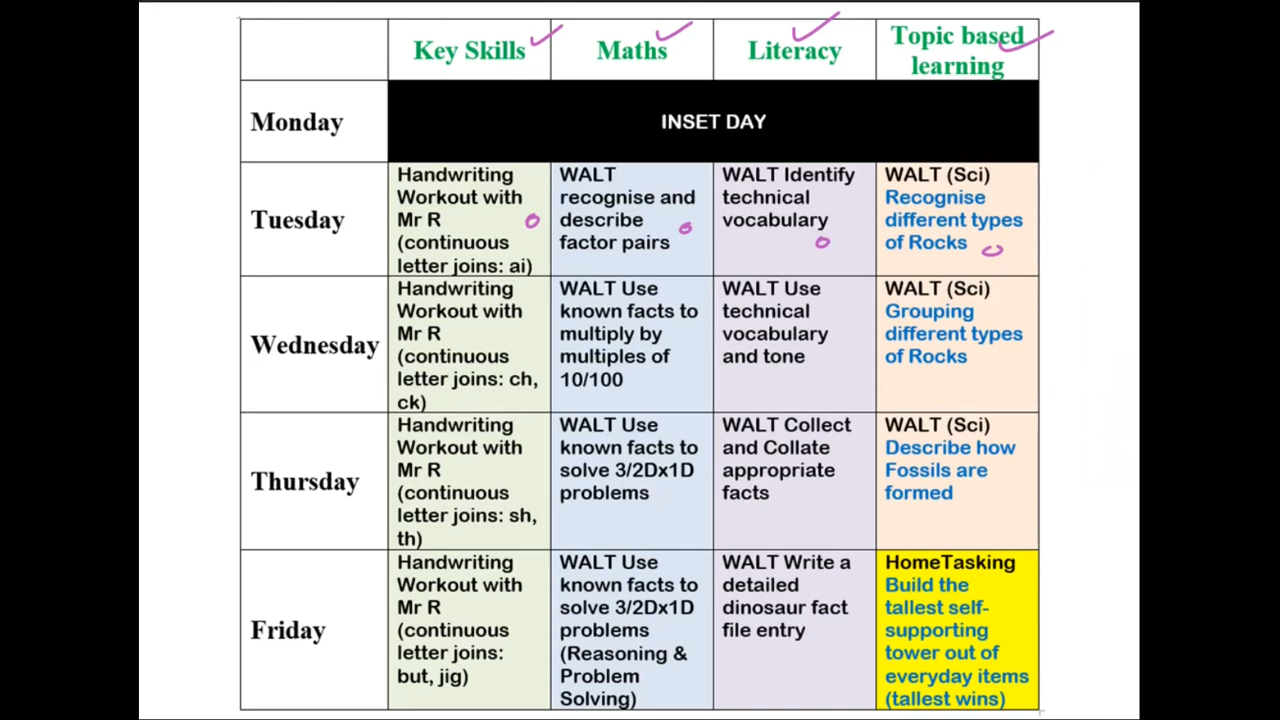 Key Skills
Maths
Literacy
Topic based
learning
Monday
INSET DAY
Tuesday
Handwriting
Workout with
Mr R
(continuous
letter joins: ai)
WALT
recognise and
describe
factor pairs
WALT Identify
technical
vocabulary
WALT (Sci)
Recognise
different types
of Rocks
Wednesday
Handwriting
Workout with
Mr R
(continuous
letter joins: ch,
ck)
WALT Use
known facts to
multiply by
multiples of
10/100
WALT Use
technical
vocabulary
and tone
WALT (Sci)
Grouping
different types
of Rocks
Thursday
Handwriting
Workout with
Mr R
(continuous
letter joins: sh,
th)
WALT Use
known facts to
solve 3/2Dx1D
problems
WALT Collect
and Collate
appropriate
facts
WALT (Sci)
Describe how
Fossils are
formed
Friday
Handwriting
Workout with
Mr R
(continuous
letter joins:
but, jig)
WALT Use
known facts to
solve 3/2Dx1D
problems
(Reasoning &
Problem
Solving)
WALT Write a
detailed
dinosaur fact
file entry
HomeTasking
Build the
tallest self-
supporting
tower out of
everyday items
(tallest wins)